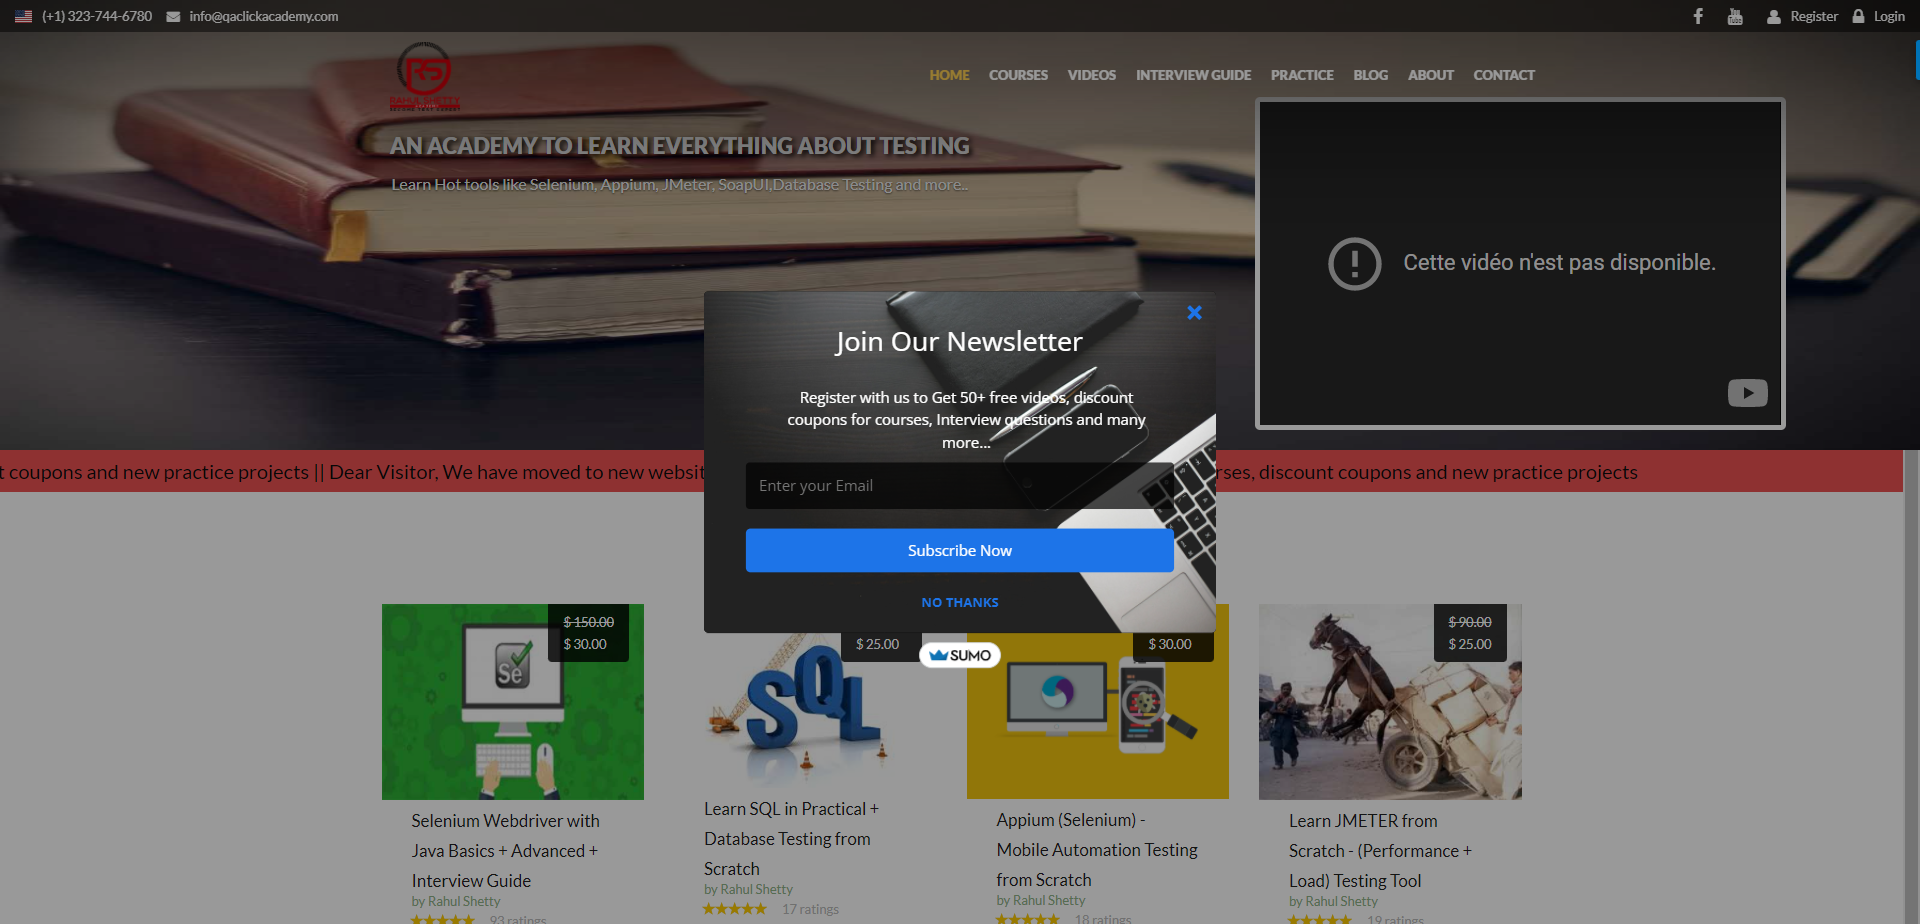 (+1) 323-744-6780 info@qaclickacademy.com Register Login
RS
RAHUL SHETTY
HOME COURSES VIDEOS INTERVIEW GUIDE PRACTICE BLOG ABOUT CONTACT
AN ACADEMY TO LEARN EVERYTHING ABOUT TESTING
Learn Hot tools like Selenium, Appium, JMeter, SoapUI,Database Testing and more..
Cette vidéo n'est pas disponible.
Join Our Newsletter
Register with us to Get 50+ free videos, discount
coupons for courses, Interview questions and many
more...
Enter your Email
Subscribe Now
NO THANKS
SUMO
t coupons and new practice projects || Dear Visitor, We have moved to new websit
rses, discount coupons and new practice projects
$ 150.00
$ 30.00
Se
Selenium Webdriver with
Java Basics + Advanced +
Interview Guide
by Rahul Shetty
93 ratings
$ 25.00
SQL
Learn SQL in Practical +
Database Testing from
Scratch
by Rahul Shetty
17 ratings
$ 30.00
Appium (Selenium) -
Mobile Automation Testing
from Scratch
by Rahul Shetty
18 ratings
$ 90.00
$ 25.00
Learn JMETER from
Scratch - (Performance +
Load) Testing Tool
by Rahul Shetty
19 ratings